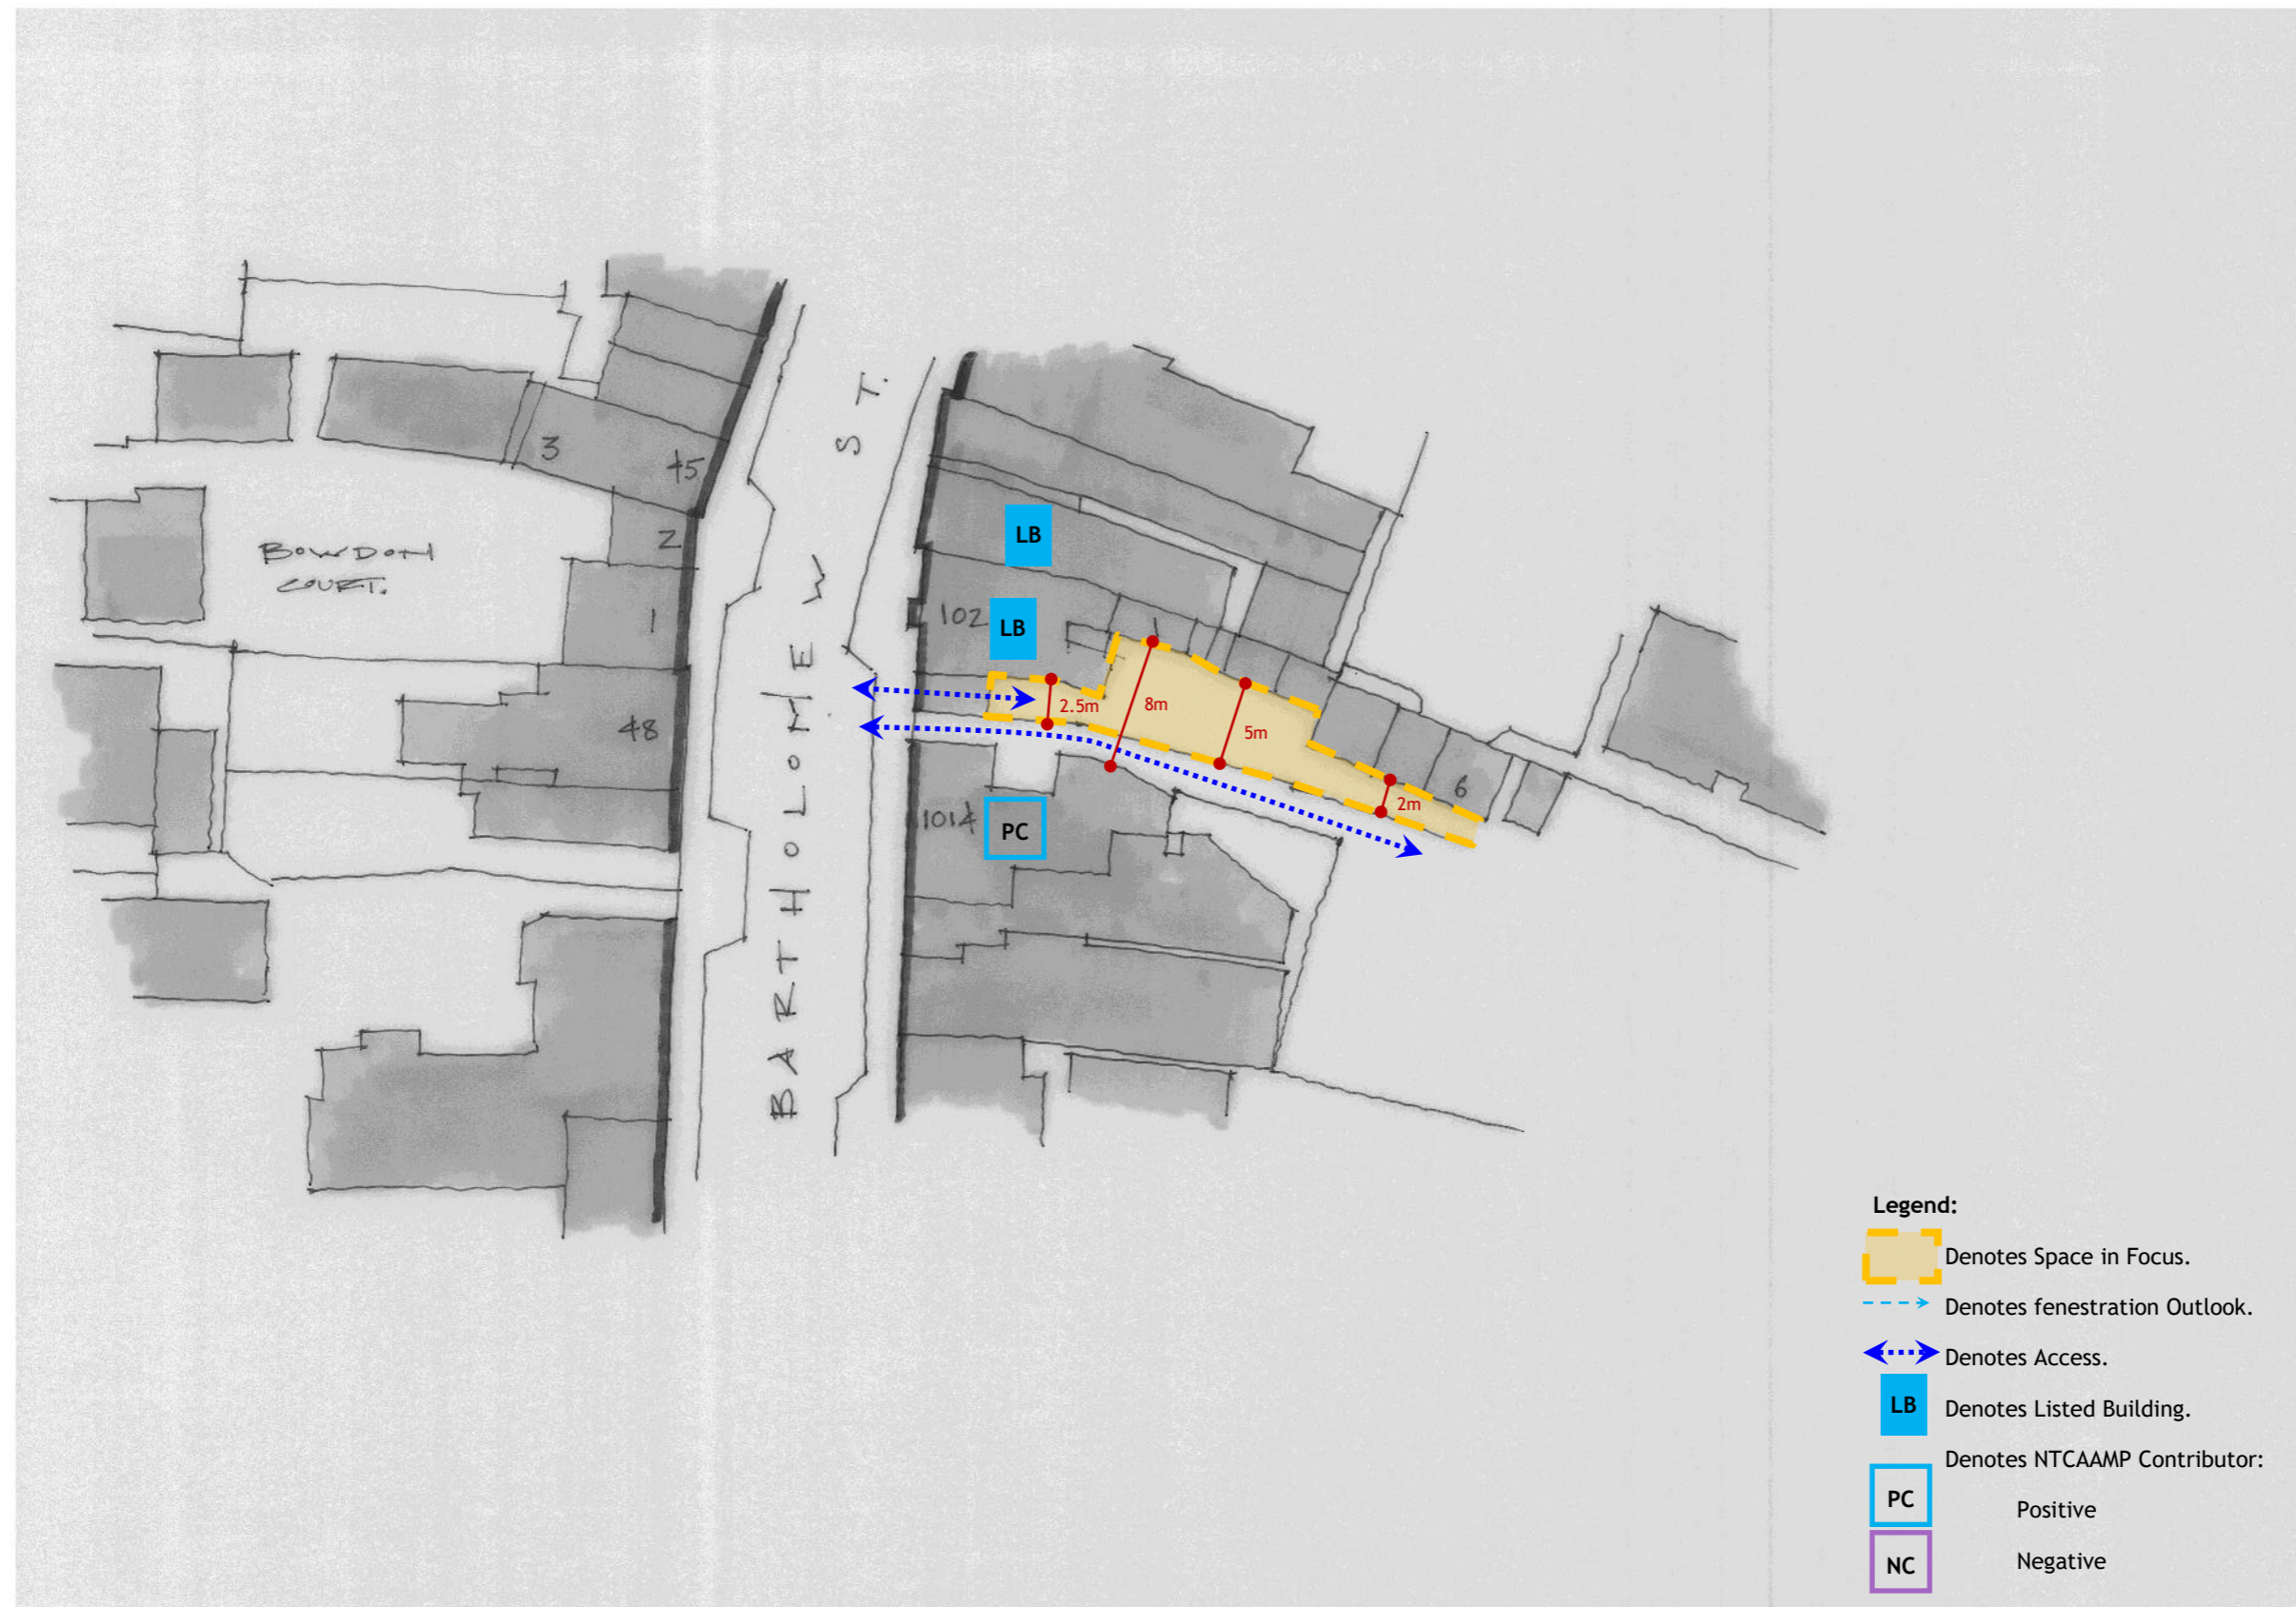 3
45
2
BOWDON
COURT.
1
48
BARTHOLOMEW ST.
LB
102
LB
1
2.5m
8m
5m
2m
6
101A
PC
Legend:
Denotes Space in Focus.
Denotes fenestration Outlook.
Denotes Access.
LB Denotes Listed Building.
Denotes NTCAAMP Contributor:
PC Positive
NC Negative